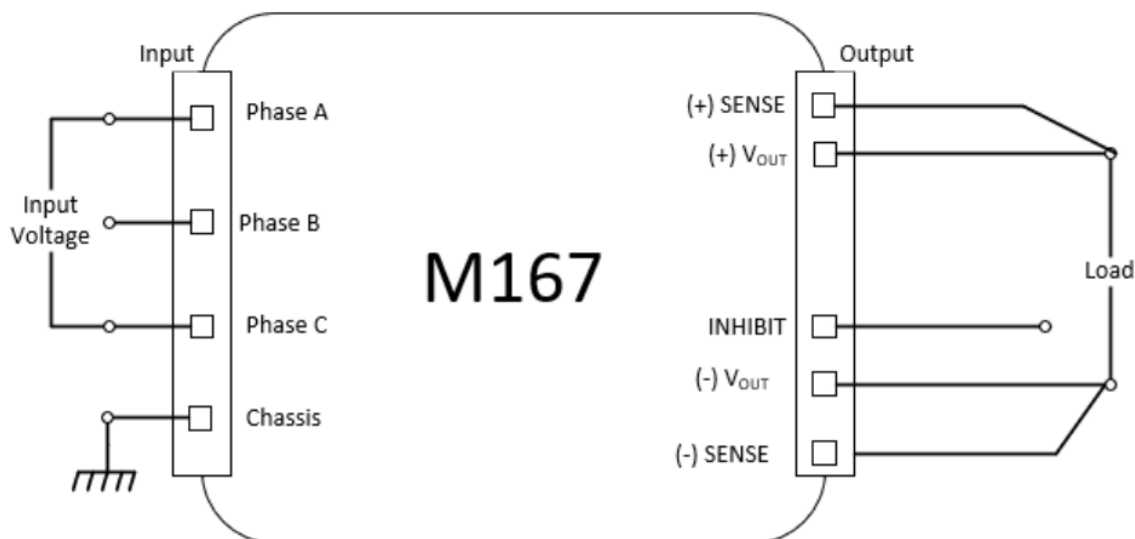 Input
Output
Phase A
(+) SENSE
(+) VOUT
Input
Voltage
Phase B
M167
Load
Phase C
INHIBIT
(-) VOUT
Chassis
(-) SENSE